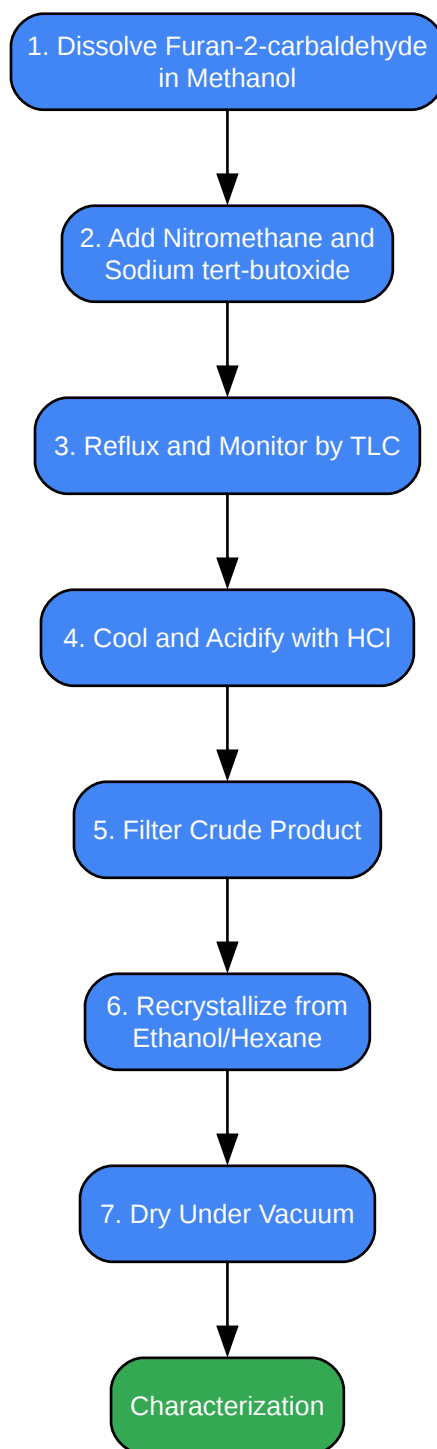 1. Dissolve Furan-2-carbaldehyde
in Methanol
2. Add Nitromethane and
Sodium tert-butoxide
3. Reflux and Monitor by TLC
4. Cool and Acidify with HCl
5. Filter Crude Product
6. Recrystallize from
Ethanol/Hexane
7. Dry Under Vacuum
Characterization